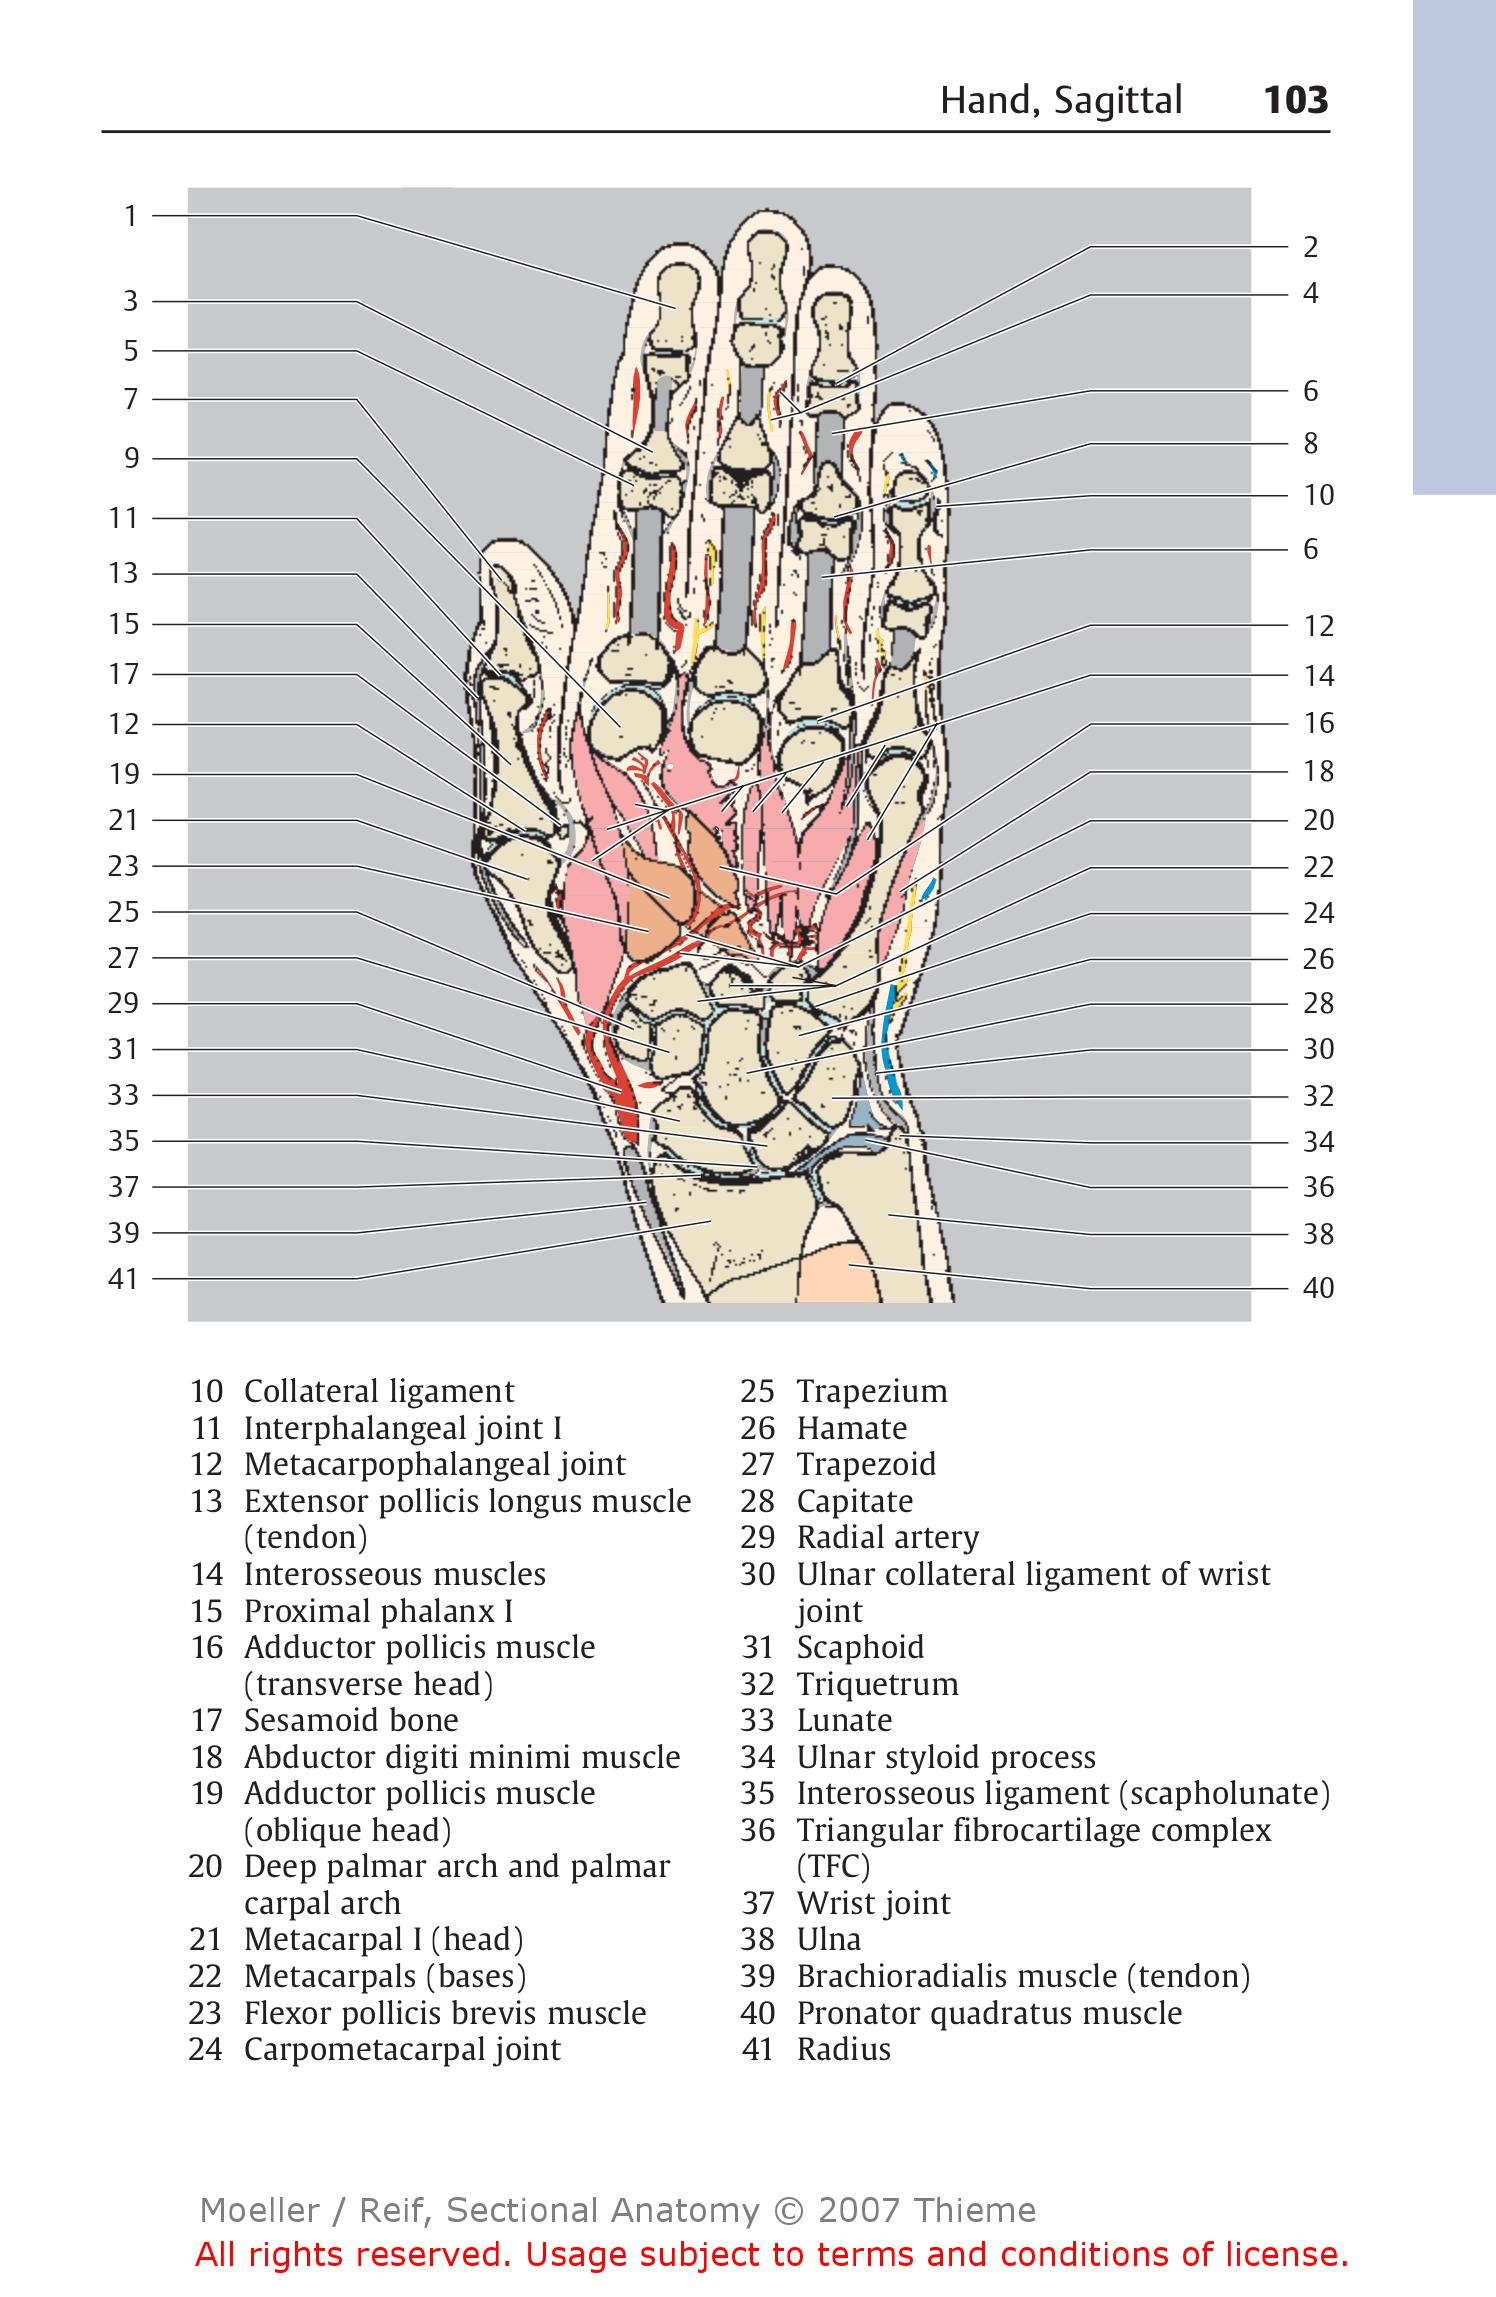 Hand, Sagittal 103
1
3
5
7
9
11
13
15
17
12
19
21
23
25
27
29
31
33
35
37
39
41
2
4
6
8
10
6
12
14
16
18
20
22
24
26
28
30
32
34
36
38
40
10 Collateral ligament
11 Interphalangeal joint I
12 Metacarpophalangeal joint
13 Extensor pollicis longus muscle
(tendon)
14 Interosseous muscles
15 Proximal phalanx I
16 Adductor pollicis muscle
(transverse head)
17 Sesamoid bone
18 Abductor digiti minimi muscle
19 Adductor pollicis muscle
(oblique head)
20 Deep palmar arch and palmar
carpal arch
21 Metacarpal I (head)
22 Metacarpals (bases)
23 Flexor pollicis brevis muscle
24 Carpometacarpal joint
25 Trapezium
26 Hamate
27 Trapezoid
28 Capitate
29 Radial artery
30 Ulnar collateral ligament of wrist
joint
31 Scaphoid
32 Triquetrum
33 Lunate
34 Ulnar styloid process
35 Interosseous ligament (scapholunate)
36 Triangular fibrocartilage complex
(TFC)
37 Wrist joint
38 Ulna
39 Brachioradialis muscle (tendon)
40 Pronator quadratus muscle
41 Radius
Moeller / Reif, Sectional Anatomy © 2007 Thieme
All rights reserved. Usage subject to terms and conditions of license.